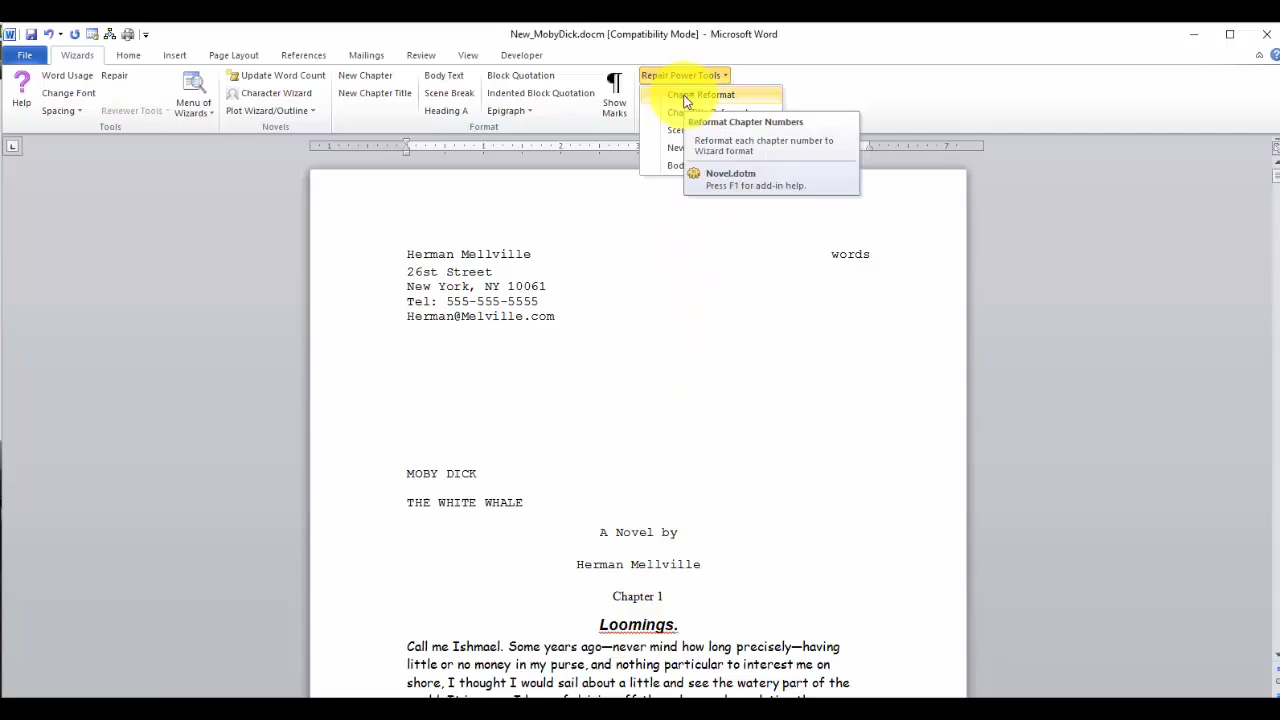 New_MobyDick.docm [Compatibility Mode] - Microsoft Word
File Wizards Home Insert Page Layout References Mailings Review View Developer
Word Usage Repair
Change Font
Spacing
Help
Tools
Menu of
Wizards
Update Word Count
Character Wizard
Plot Wizard/Outline
Novels
New Chapter
New Chapter Title
Reviewer Tools
Body Text
Scene Break
Heading A
Block Quotation
Indented Block Quotation
Epigraph
Show
Marks
Format
Repair Power Tools
Reformat
Reformat Chapter Numbers
Reformat each chapter number to
Wizard format
Novel.dotm
Press F1 for add-in help.
1 1 2 3 7
Herman Mellville words
26st Street
New York, NY 10061
Tel: 555-555-5555
Herman@Melville.com
MOBY DICK
THE WHITE WHALE
A Novel by
Herman Mellville
Chapter 1
Loomings.
Call me Ishmael. Some years ago—never mind how long precisely—having
little or no money in my purse, and nothing particular to interest me on
shore, I thought I would sail about a little and see the watery part of the